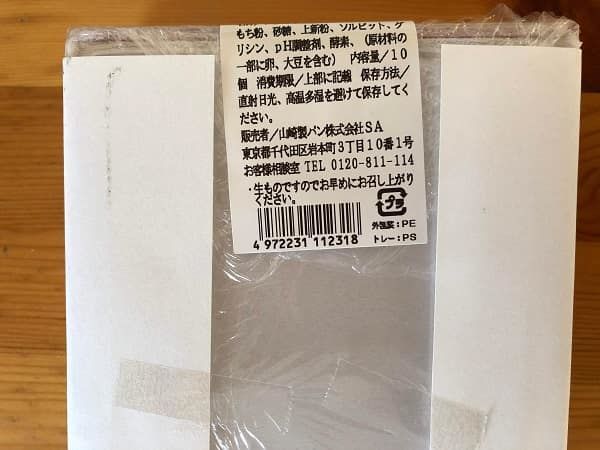 もち粉、砂糖、上新粉、ソルビット、グ
リシン、pH調整剤、酵素、(原材料の
一部に卵、大豆を含む) 内容量/10
個 消費期限/上部に記線 保存方法/
直射日光、高温多湿を避けて保存してく
ださい。
販売者/山崎製パン株式会社SA
東京都千代田区岩本町3丁目10番1号
お客様相談室 TEL 0120-811-114
・生ものですのでお早めにお召し上がり
ください。
プラ
外装:PE
トレー:PS
4 972231 112318